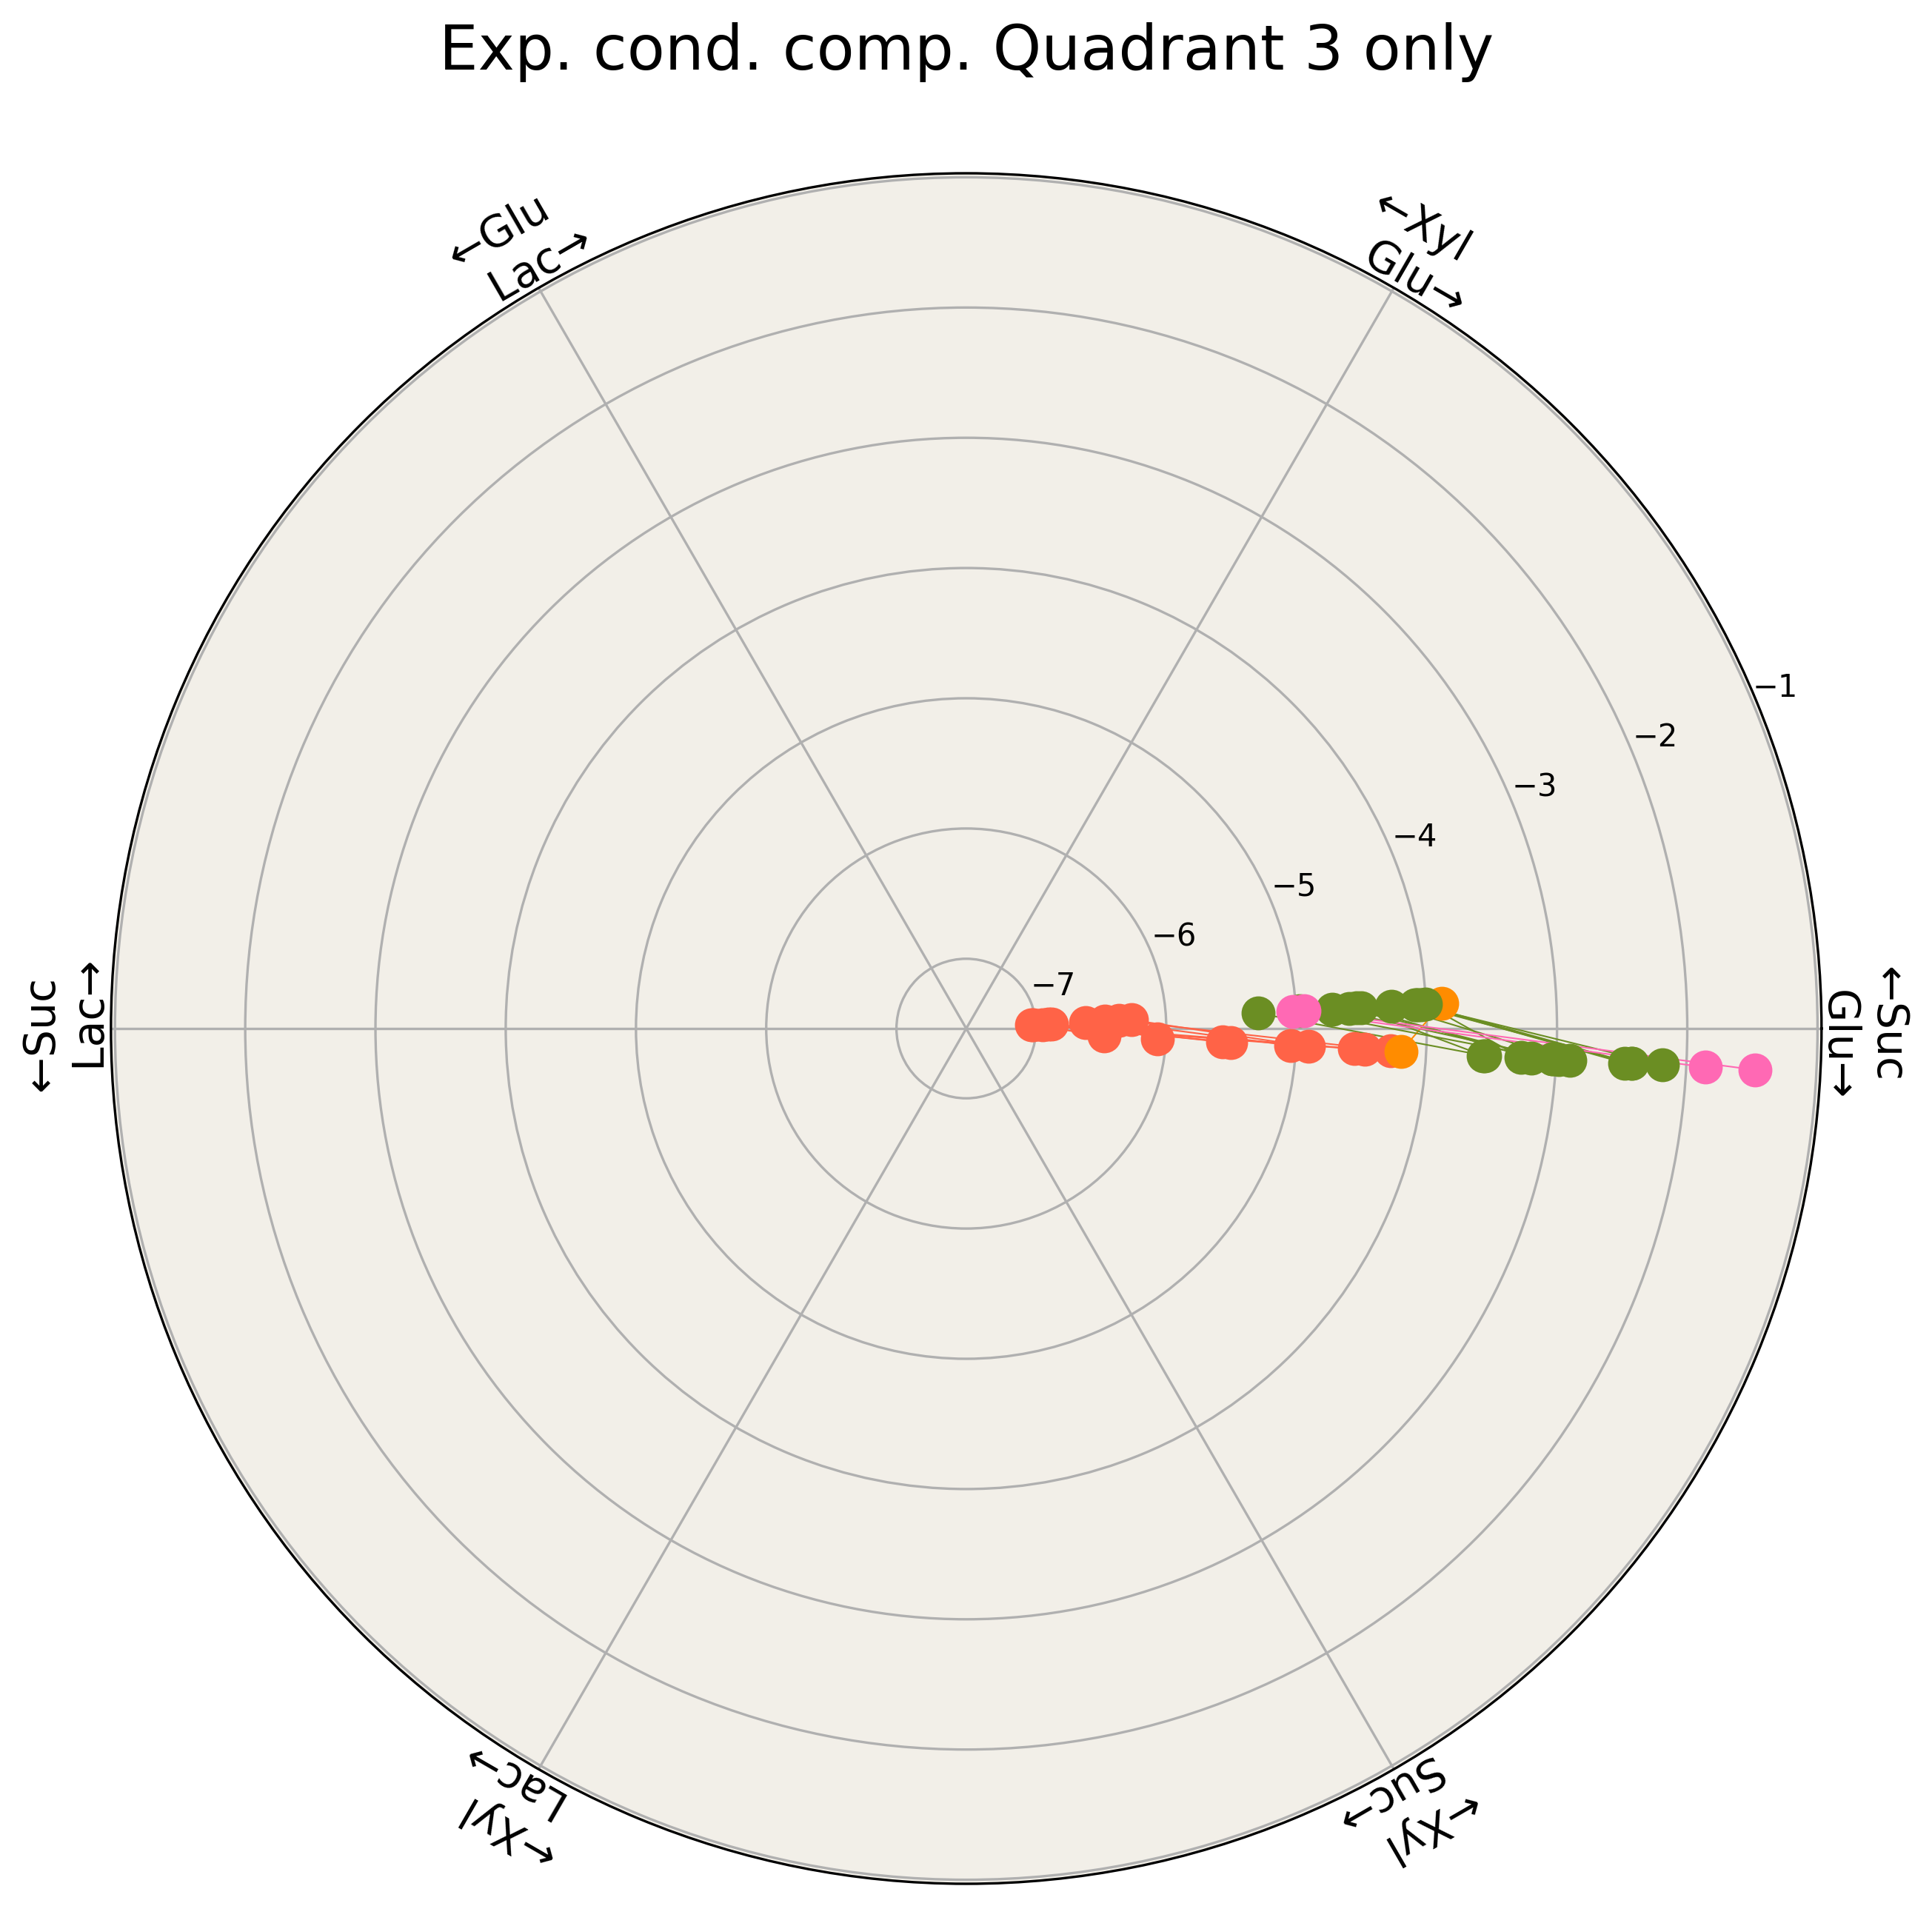 Exp. cond. comp. Quadrant 3 only
←Glu
Lac→
←Xyl
Glu→
−1
−2
−3
−4
−5
−6
−7
←Suc
Lac→
←Suc
Glu→
Lac→
←Xyl
Suc→
←Xyl